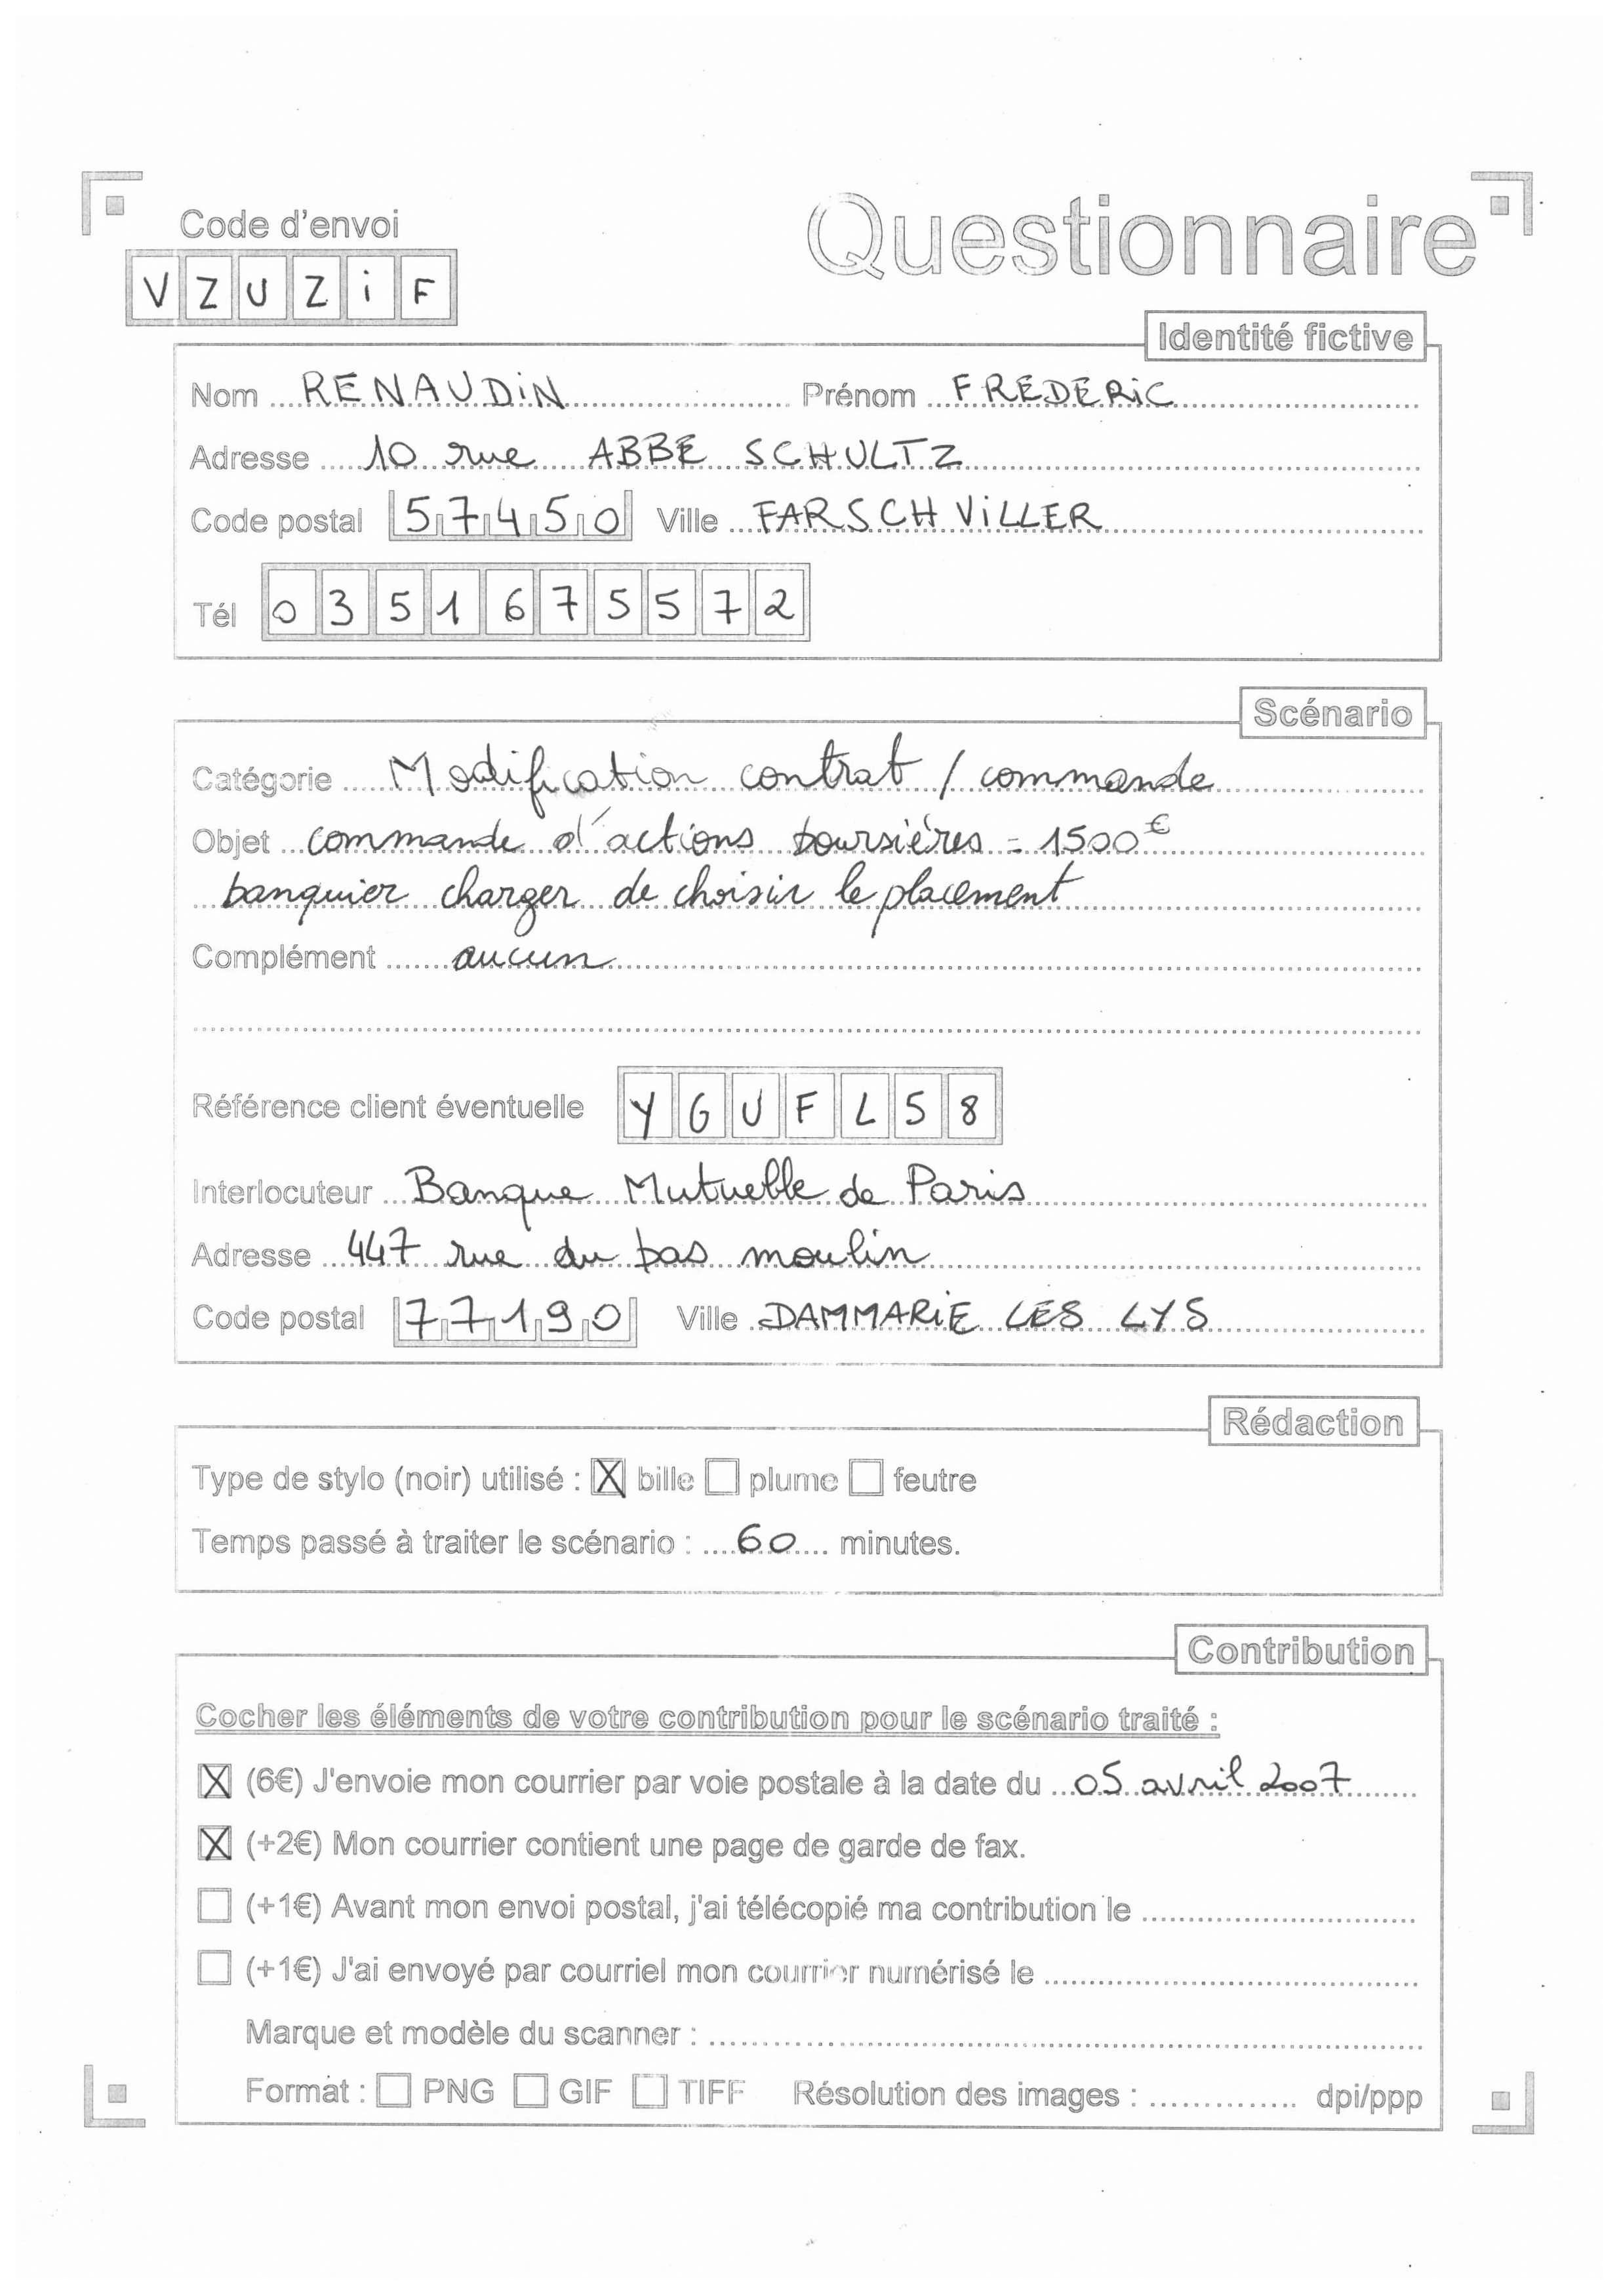 Code d'envoi
Questionnaire
V Z U Z i F
Identité fictive
Nom RENAUDiN Prénom FREDERiC
Adresse 10 rue ABBE SCHULTZ
Code postal 57450 Ville FARSCHViLLER
Tél 0351675572
Scénario
Catégorie Modification contrat / commande
Objet commande d'actions boursières = 1500€
banquier charger de choisir le placement
Complément aucun
Référence client éventuelle Y G U F L 5 8
Interlocuteur Banque Mutuelle de Paris
Adresse 447 rue du bas moulin
Code postal 77190 Ville DAMMARiE LES LYS
Rédaction
Type de stylo (noir) utilisé : ☒ bille ☐ plume ☐ feutre
Temps passé à traiter le scénario : 60 minutes.
Contribution
Cocher les éléments de votre contribution pour le scénario traité :
☒ (6€) J'envoie mon courrier par voie postale à la date du 05 avril 2007
☒ (+2€) Mon courrier contient une page de garde de fax.
☐ (+1€) Avant mon envoi postal, j'ai télécopié ma contribution le
☐ (+1€) J'ai envoyé par courriel mon courrier numérisé le
Marque et modèle du scanner :
Format : ☐ PNG ☐ GIF ☐ TIFF Résolution des images : dpi/ppp